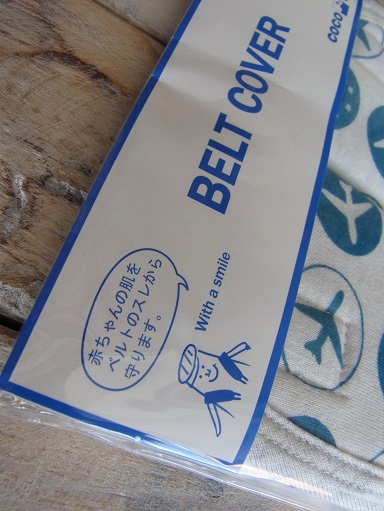 BELT COVER
COCO
With a smile
赤ちゃんの肌を
ベルトのスレから
守ります。